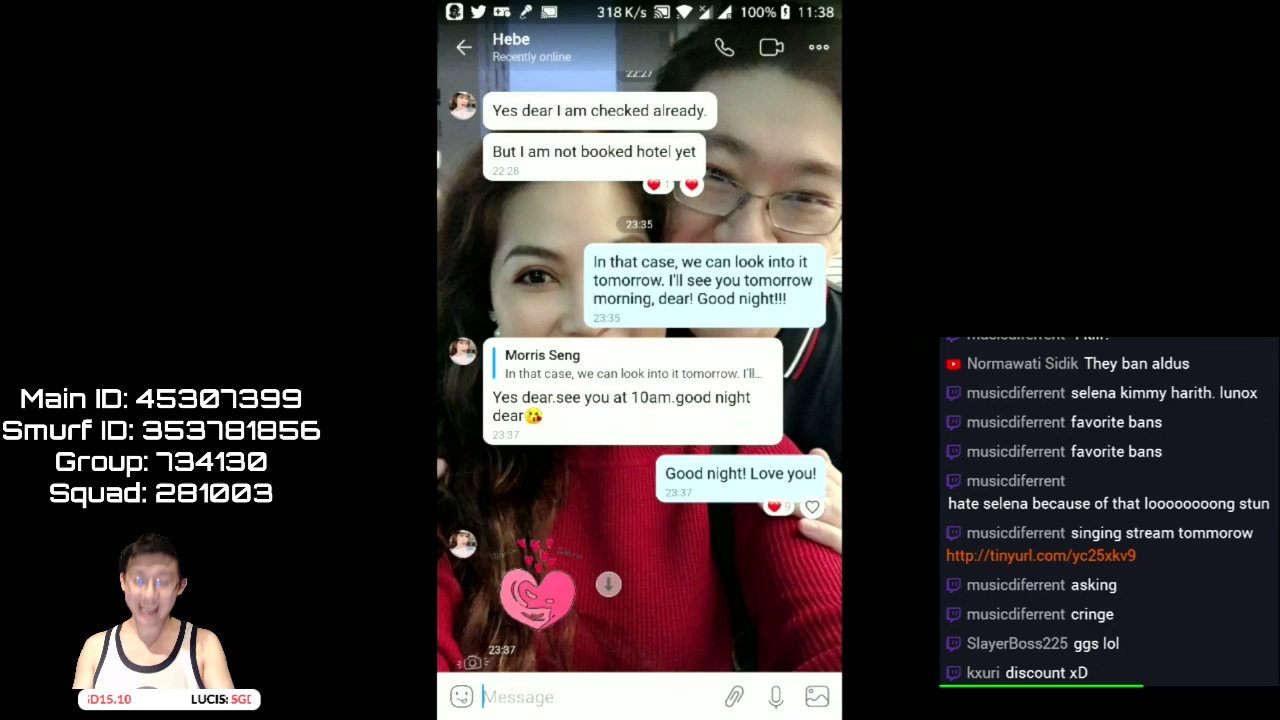 318 K/s 100% 11:38
Hebe
Recently online
22:27
Yes dear I am checked already.
But I am not booked hotel yet
22:28
1
23:35
In that case, we can look into it
tomorrow. I'll see you tomorrow
morning, dear! Good night!!!
23:35
Morris Seng
In that case, we can look into it tomorrow. I'll...
Yes dear.see you at 10am.good night
dear😘
23:37
Good night! Love you!
23:37
9
23:37
Message
Main ID: 45307399
Smurf ID: 353781856
Group: 734130
Squad: 281003
LUCIS:
Normawati Sidik They ban aldus
musicdiferrent selena kimmy harith. lunox
musicdiferrent favorite bans
musicdiferrent favorite bans
musicdiferrent
hate selena because of that looooooooong stun
musicdiferrent singing stream tommorow
http://tinyurl.com/yc25xkv9
musicdiferrent asking
musicdiferrent cringe
SlayerBoss225 ggs lol
kxuri discount xD